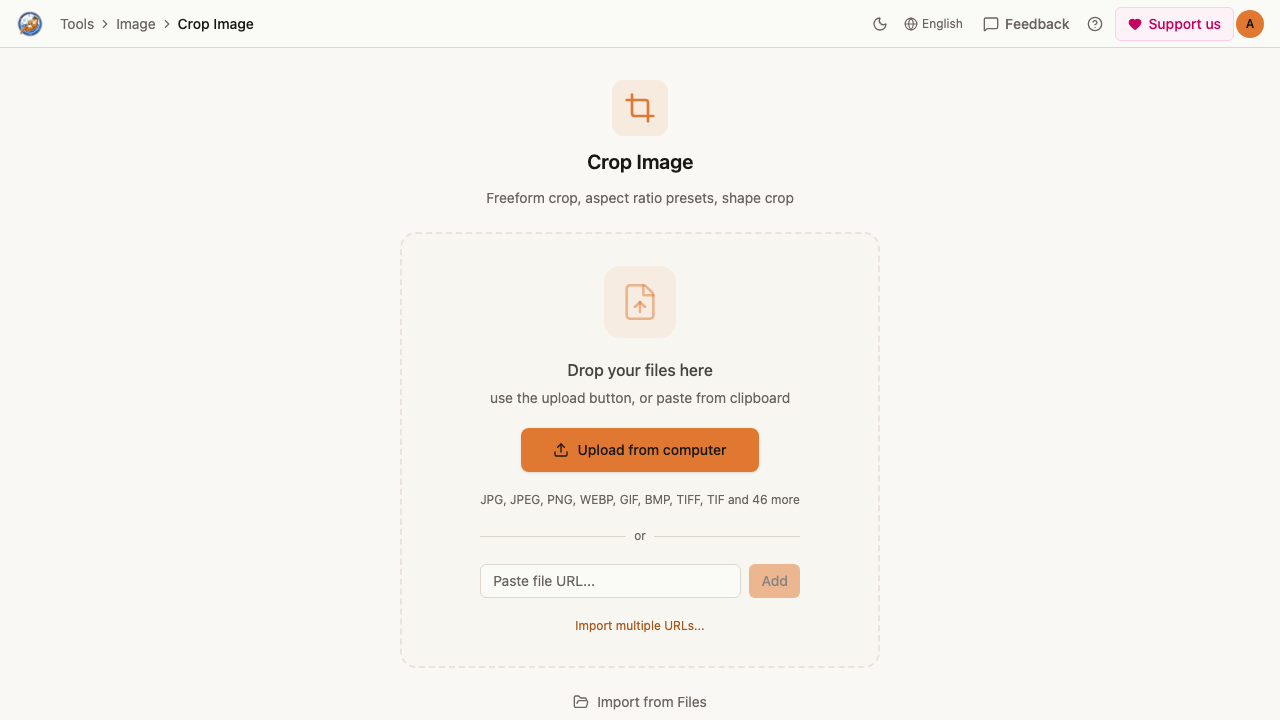 Tools > Image > Crop Image
English
Feedback
Support us
A
Crop Image
Freeform crop, aspect ratio presets, shape crop
Drop your files here
use the upload button, or paste from clipboard
Upload from computer
JPG, JPEG, PNG, WEBP, GIF, BMP, TIFF, TIF and 46 more
or
Paste file URL...
Add
Import multiple URLs...
Import from Files